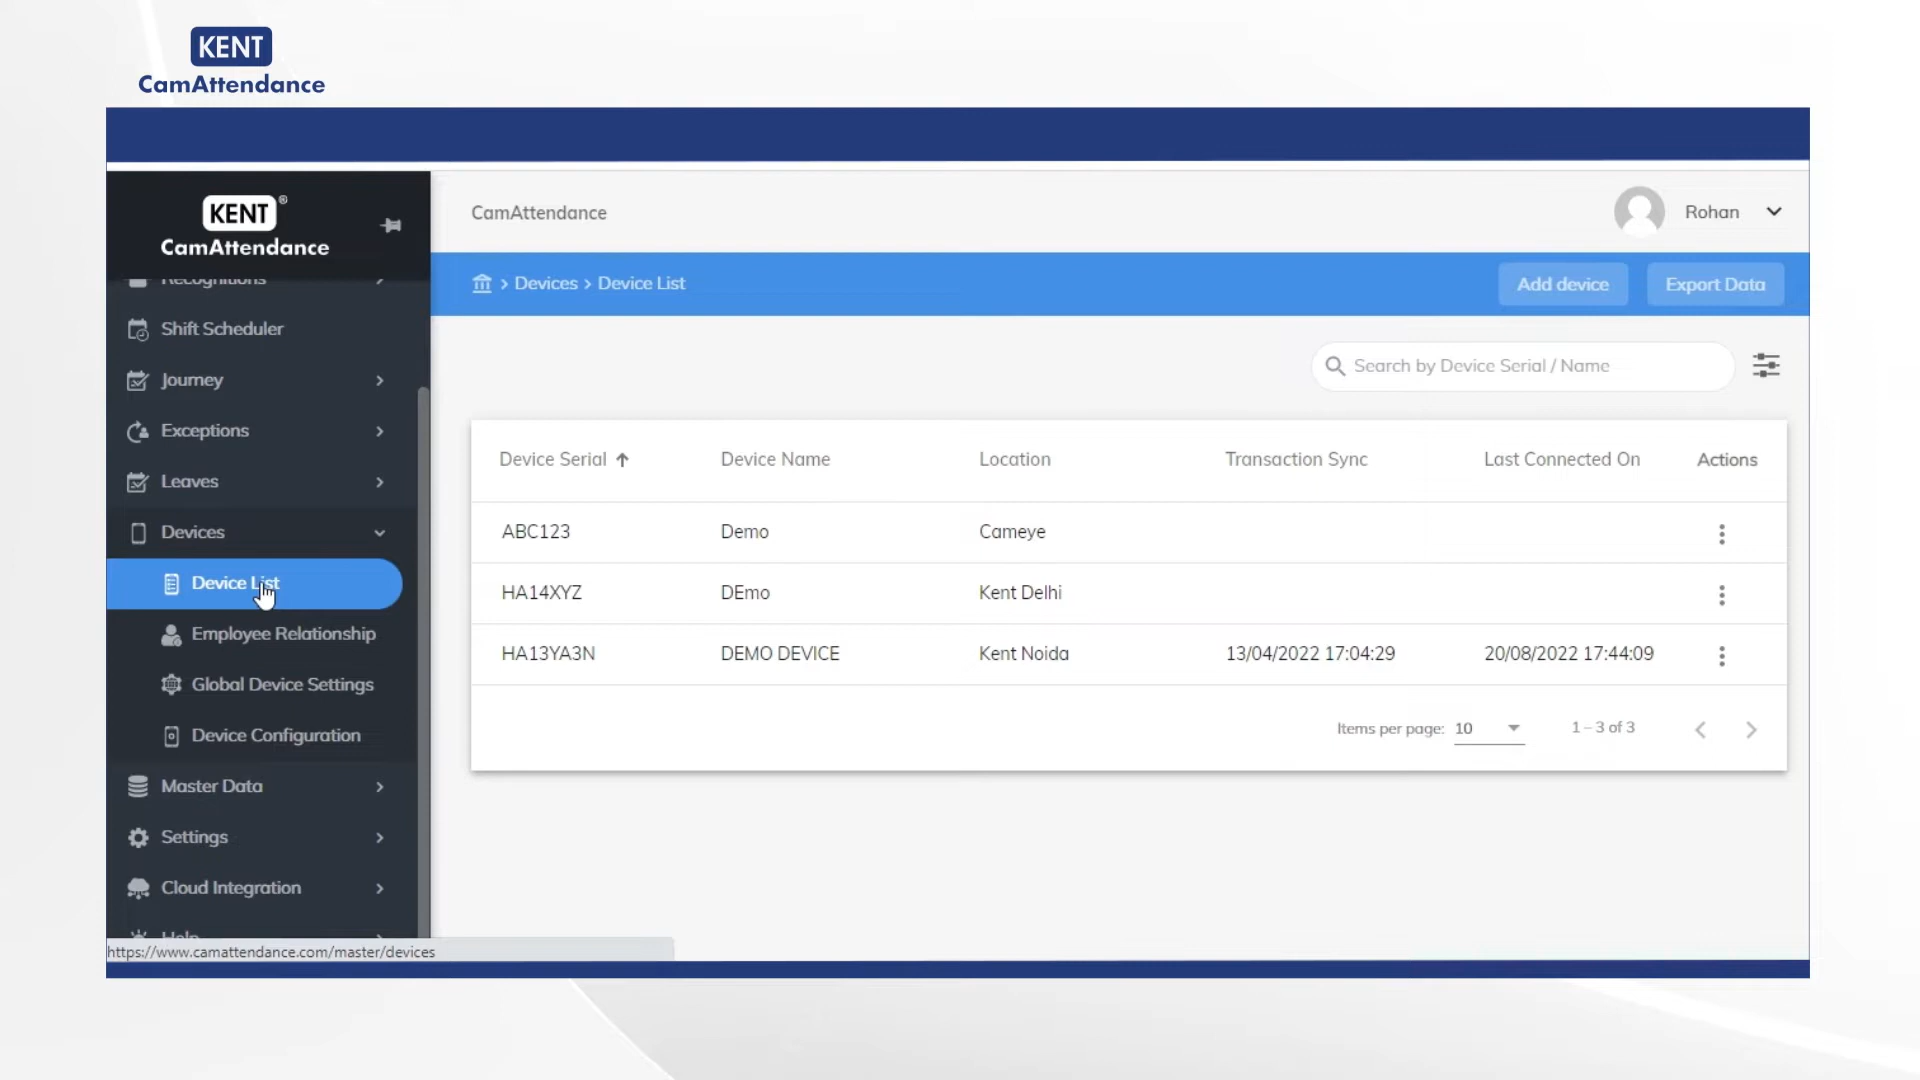 KENT
CamAttendance
KENT®
CamAttendance
CamAttendance
Rohan
> Devices > Device List
Add device
Export Data
Recognitions
Shift Scheduler
Journey
Exceptions
Leaves
Devices
Device List
Employee Relationship
Global Device Settings
Device Configuration
Master Data
Settings
Cloud Integration
Help
https://www.camattendance.com/master/devices
Search by Device Serial / Name
Device Serial Device Name Location Transaction Sync Last Connected On Actions
ABC123 Demo Cameye
HA14XYZ DEmo Kent Delhi
HA13YA3N DEMO DEVICE Kent Noida 13/04/2022 17:04:29 20/08/2022 17:44:09
Items per page: 10 1 – 3 of 3